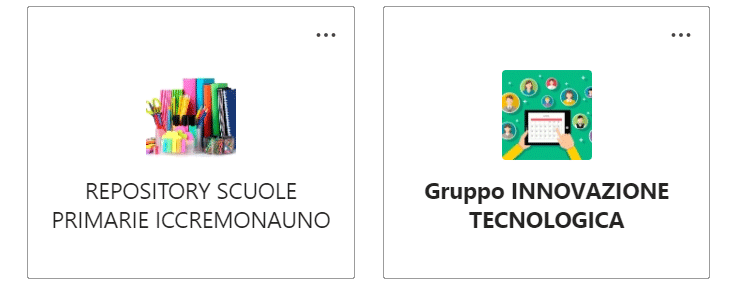 REPOSITORY SCUOLE
PRIMARIE ICCREMONAUNO
Gruppo INNOVAZIONE
TECNOLOGICA